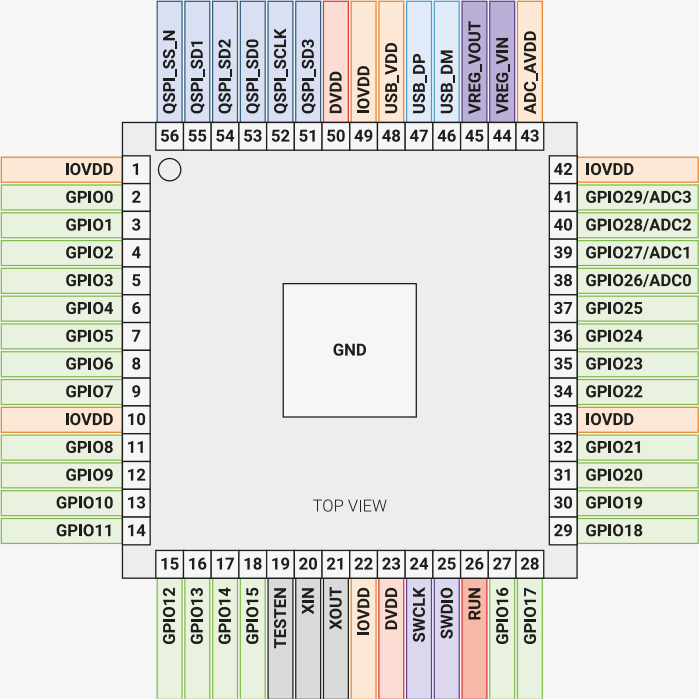 QSPI_SS_N QSPI_SD1 QSPI_SD2 QSPI_SD0 QSPI_SCLK QSPI_SD3 DVDD IOVDD USB_VDD USB_DP USB_DM VREG_VOUT VREG_VIN ADC_AVDD
56 55 54 53 52 51 50 49 48 47 46 45 44 43
IOVDD 1 42 IOVDD
GPIO0 2 41 GPIO29/ADC3
GPIO1 3 40 GPIO28/ADC2
GPIO2 4 39 GPIO27/ADC1
GPIO3 5 38 GPIO26/ADC0
GPIO4 6 37 GPIO25
GPIO5 7 36 GPIO24
GND
GPIO6 8 35 GPIO23
GPIO7 9 34 GPIO22
IOVDD 10 33 IOVDD
GPIO8 11 32 GPIO21
GPIO9 12 31 GPIO20
GPIO10 13 30 GPIO19
TOP VIEW
GPIO11 14 29 GPIO18
15 16 17 18 19 20 21 22 23 24 25 26 27 28
GPIO12 GPIO13 GPIO14 GPIO15 TESTEN XIN XOUT IOVDD DVDD SWCLK SWDIO RUN GPIO16 GPIO17